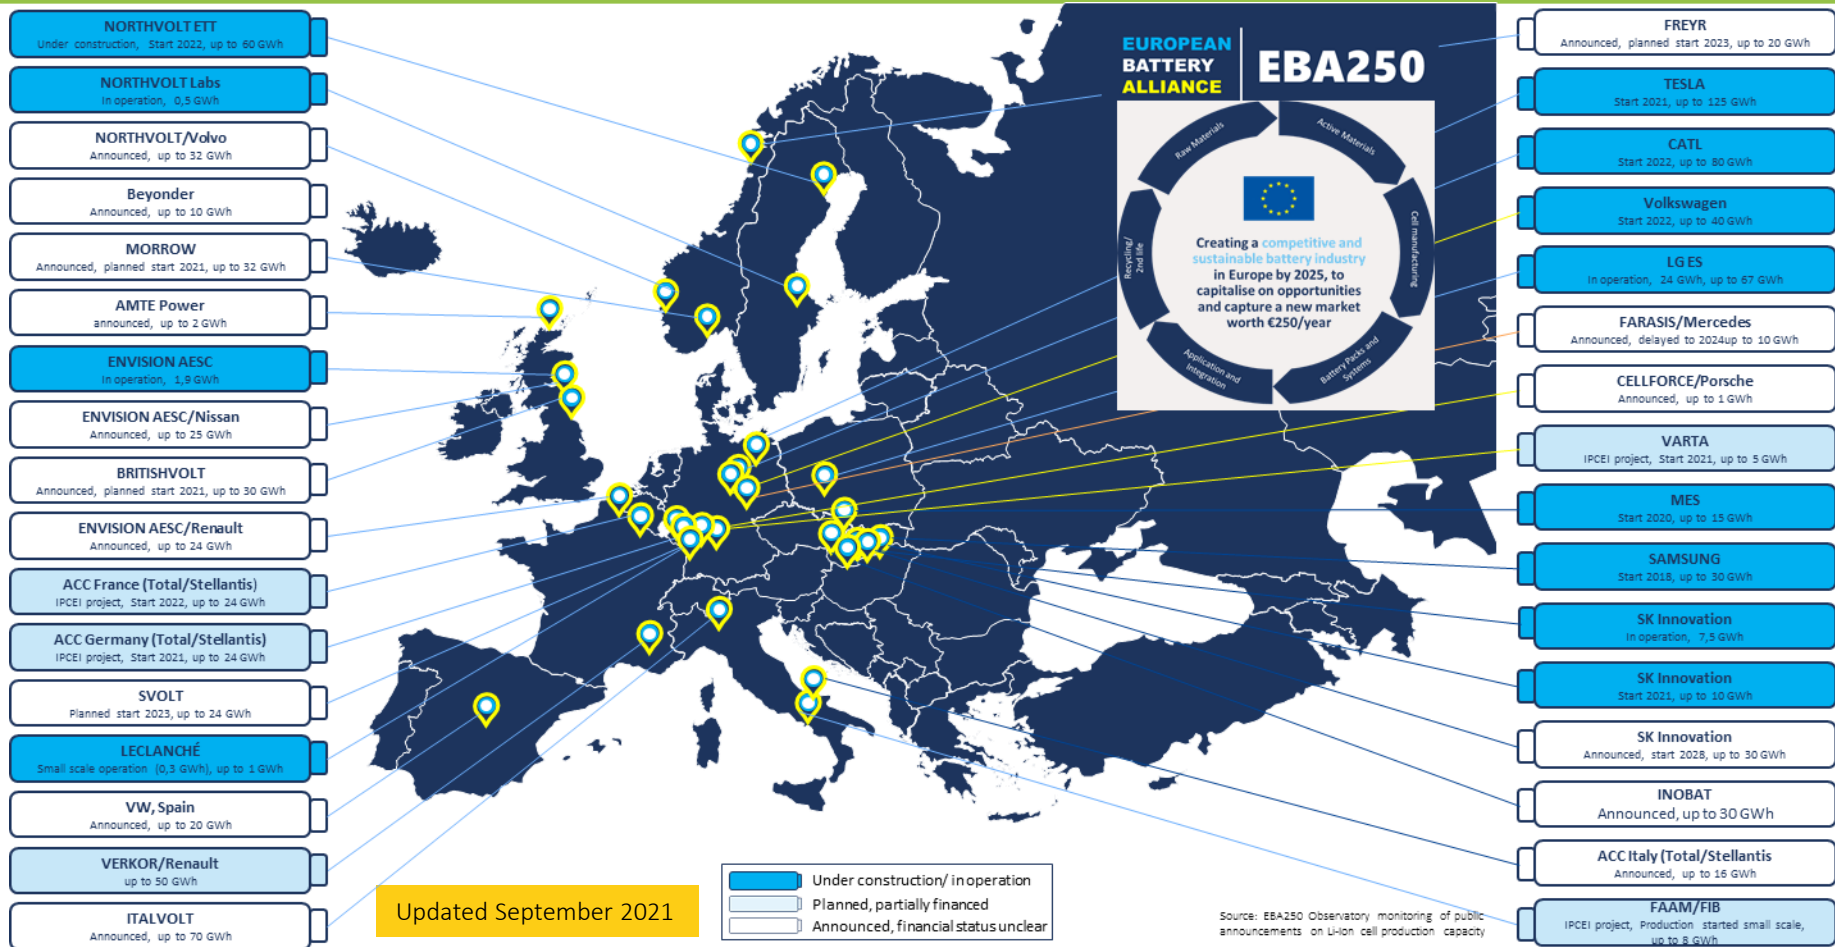 NORTHVOLT ETT
Under construction, Start 2022, up to 60 GWh
NORTHVOLT Labs
In operation, 0,5 GWh
NORTHVOLT/Volvo
Announced, up to 32 GWh
Beyonder
Announced, up to 10 GWh
MORROW
Announced, planned start 2021, up to 32 GWh
AMTE Power
announced, up to 2 GWh
ENVISION AESC
In operation, 1,9 GWh
ENVISION AESC/Nissan
Announced, up to 25 GWh
BRITISHVOLT
Announced, planned start 2021, up to 30 GWh
ENVISION AESC/Renault
Announced, up to 24 GWh
ACC France (Total/Stellantis)
IPCEI project, Start 2022, up to 24 GWh
ACC Germany (Total/Stellantis)
IPCEI project, Start 2021, up to 24 GWh
SVOLT
Planned start 2023, up to 24 GWh
LECLANCHÉ
Small scale operation (0,3 GWh), up to 1 GWh
VW, Spain
Announced, up to 20 GWh
VERKOR/Renault
up to 50 GWh
ITALVOLT
Announced, up to 70 GWh
EUROPEAN
BATTERY
ALLIANCE
EBA250
Raw Materials
Active Materials
Cell manufacturing
Battery Packs and
Systems
Application and
Integration
Recycling/
2nd life
Creating a competitive and
sustainable battery industry
in Europe by 2025, to
capitalise on opportunities
and capture a new market
worth €250/year
FREYR
Announced, planned start 2023, up to 20 GWh
TESLA
Start 2021, up to 125 GWh
CATL
Start 2022, up to 80 GWh
Volkswagen
Start 2022, up to 40 GWh
LG ES
In operation, 24 GWh, up to 67 GWh
FARASIS/Mercedes
Announced, delayed to 2024up to 10 GWh
CELLFORCE/Porsche
Announced, up to 1 GWh
VARTA
IPCEI project, Start 2021, up to 5 GWh
MES
Start 2020, up to 15 GWh
SAMSUNG
Start 2018, up to 30 GWh
SK Innovation
In operation, 7,5 GWh
SK Innovation
Start 2021, up to 10 GWh
SK Innovation
Announced, start 2028, up to 30 GWh
INOBAT
Announced, up to 30 GWh
ACC Italy (Total/Stellantis
Announced, up to 16 GWh
FAAM/FIB
IPCEI project, Production started small scale,
up to 8 GWh
Updated September 2021
Under construction/ in operation
Planned, partially financed
Announced, financial status unclear
Source: EBA250 Observatory monitoring of public
announcements on Li-Ion cell production capacity